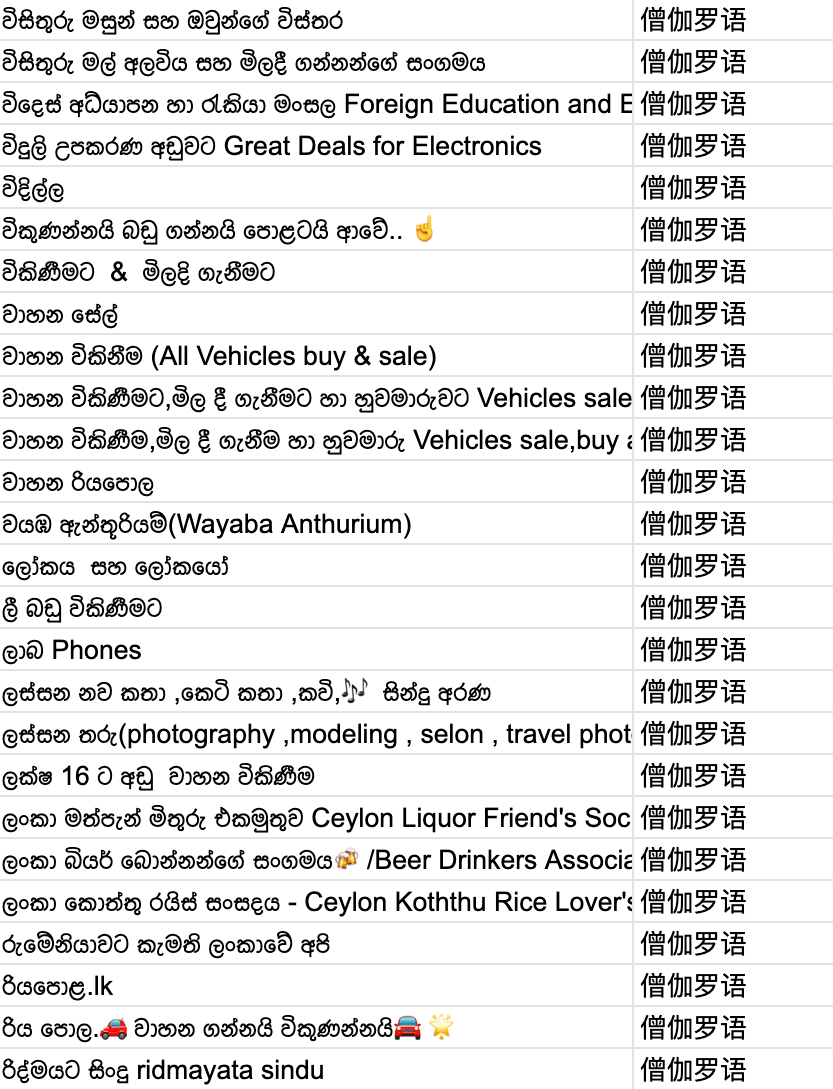 විසිතුරු මසුන් සහ ඔවුන්ගේ විස්තර 僧伽罗语
විසිතුරු මල් අලවිය සහ මිලදී ගන්නන්ගේ සංගමය 僧伽罗语
විදෙස් අධ්යාපන හා රැකියා මංසල Foreign Education and E 僧伽罗语
විදුලි උපකරණ අඩුවට Great Deals for Electronics 僧伽罗语
විදිල්ල 僧伽罗语
විකුණන්නයි බඩු ගන්නයි පොළටයි ආවේ.. ☝ 僧伽罗语
විකිණීමට & මිලදි ගැනීමට 僧伽罗语
වාහන සේල් 僧伽罗语
වාහන විකිනීම (All Vehicles buy & sale) 僧伽罗语
වාහන විකිණීමට,මිල දී ගැනීමට හා හුවමාරුවට Vehicles sale 僧伽罗语
වාහන විකිණීම,මිල දී ගැනීම හා හුවමාරු Vehicles sale,buy 僧伽罗语
වාහන රියපොල 僧伽罗语
වයඹ ඇන්තූරියම්(Wayaba Anthurium) 僧伽罗语
ලෝකය සහ ලෝකයෝ 僧伽罗语
ලී බඩු විකිණීමට 僧伽罗语
ලාබ Phones 僧伽罗语
ලස්සන නව කතා ,කෙටි කතා ,කවි,🎶 සින්දු අරණ 僧伽罗语
ලස්සන තරු(photography ,modeling , selon , travel phot 僧伽罗语
ලක්ෂ 16 ට අඩු වාහන විකිණීම 僧伽罗语
ලංකා මත්පැන් මිතුරු එකමුතුව Ceylon Liquor Friend's Soc 僧伽罗语
ලංකා බියර් බොන්නන්ගේ සංගමය🍻 /Beer Drinkers Associa 僧伽罗语
ලංකා කොත්තු රයිස් සංසදය - Ceylon Koththu Rice Lover's 僧伽罗语
රුමේනියාවට කැමති ලංකාවේ අපි 僧伽罗语
රියපොළ.lk 僧伽罗语
රිය පොල.🚗 වාහන ගන්නයි විකුණන්නයි🚘 🌟 僧伽罗语
රිද්මයට සිංදු ridmayata sindu 僧伽罗语